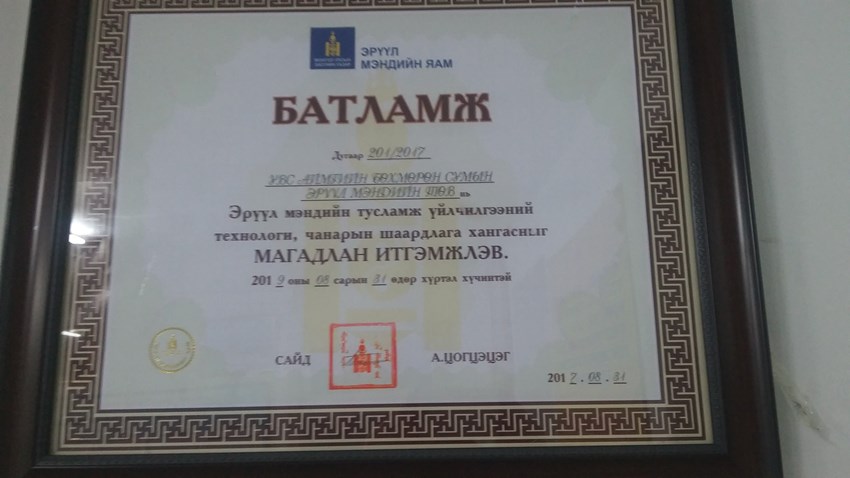 ЭРҮҮЛ
МЭНДИЙН ЯАМ
БАТЛАМЖ
Дугаар 201/2017
УВС АЙМГИЙН БӨХМӨРӨН СУМЫН
ЭРҮҮЛ МЭНДИЙН ТӨВ нь
Эрүүл мэндийн тусламж үйлчилгээний
технологи, чанарын шаардлага хангасныг
МАГАДЛАН ИТГЭМЖЛЭВ.
2019 оны 08 сарын 31 өдөр хүртэл хүчинтэй
САЙД А.ЦОГЦЭЦЭГ
2017.08.31